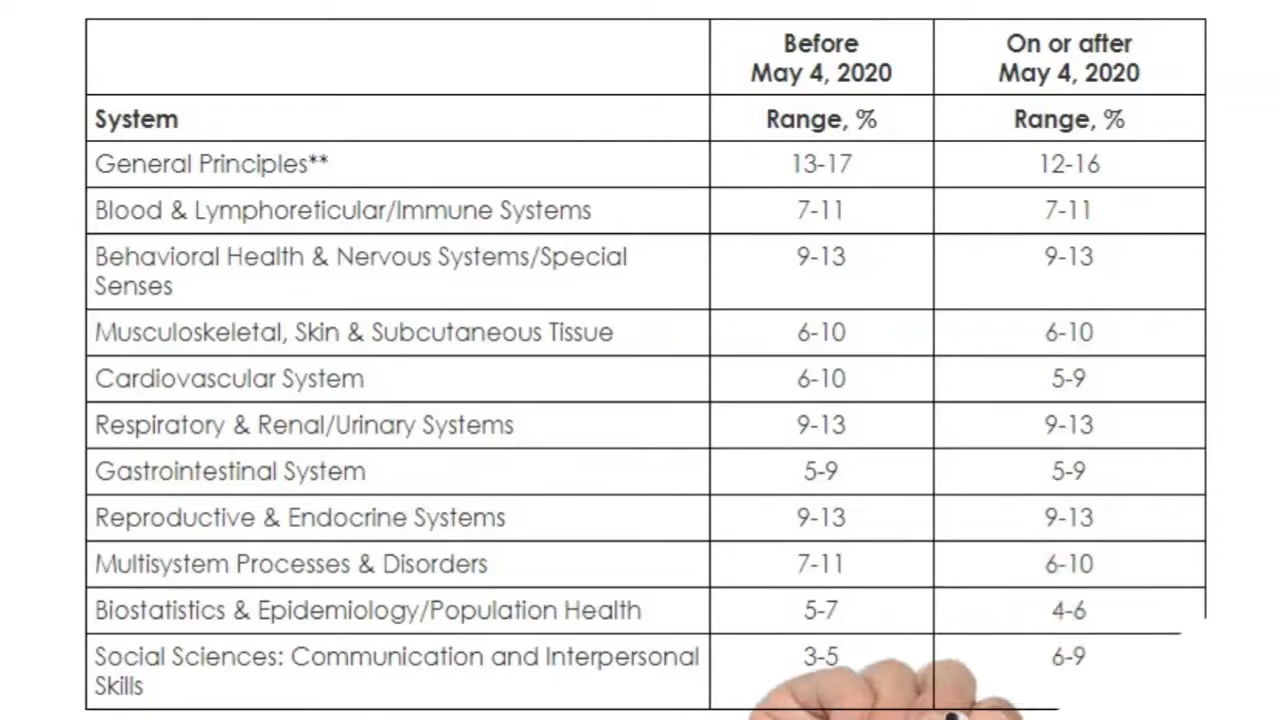 Before On or after
May 4, 2020 May 4, 2020
System Range, % Range, %
General Principles** 13-17 12-16
Blood & Lymphoreticular/Immune Systems 7-11 7-11
Behavioral Health & Nervous Systems/Special 9-13 9-13
Senses
Musculoskeletal, Skin & Subcutaneous Tissue 6-10 6-10
Cardiovascular System 6-10 5-9
Respiratory & Renal/Urinary Systems 9-13 9-13
Gastrointestinal System 5-9 5-9
Reproductive & Endocrine Systems 9-13 9-13
Multisystem Processes & Disorders 7-11 6-10
Biostatistics & Epidemiology/Population Health 5-7 4-6
Social Sciences: Communication and Interpersonal 3-5 6-9
Skills